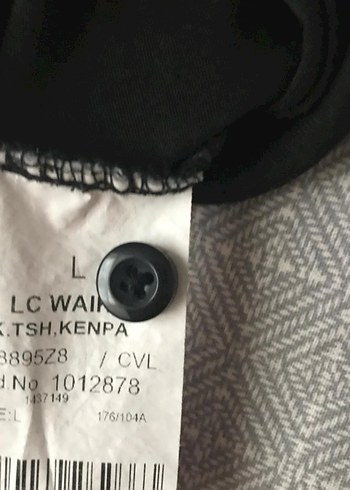 L
LC WAI
K.TSH.KENPA
8895Z8 / CVL
d No 1012878
1437149
E:L 176/104A